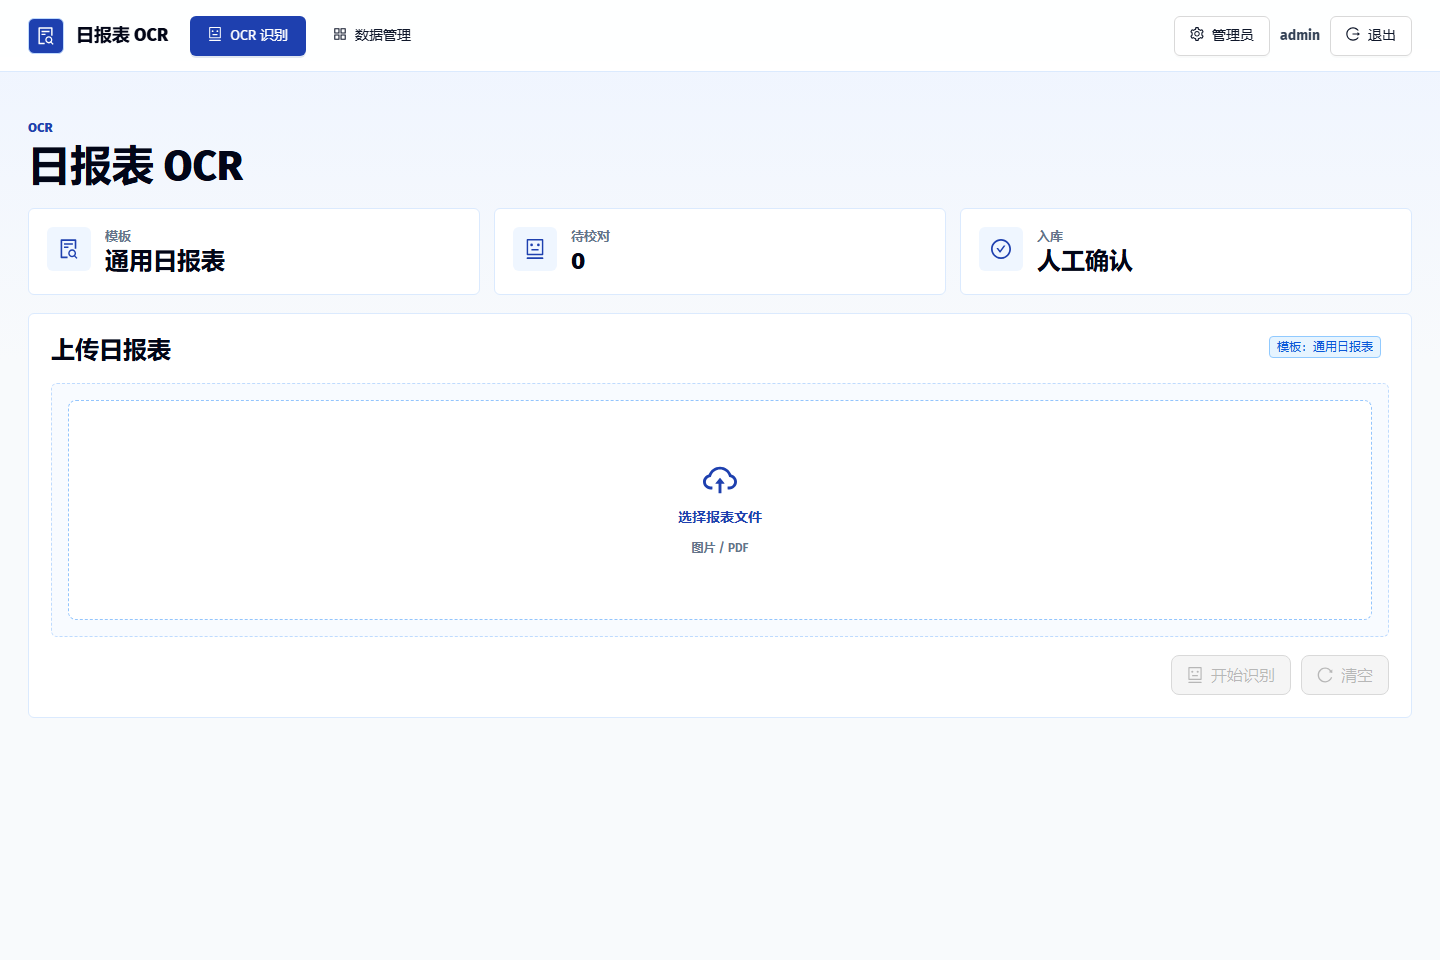 日报表 OCR
OCR 识别
数据管理
管理员
admin
退出
OCR
日报表 OCR
模板
通用日报表
待校对
0
入库
人工确认
上传日报表
模板：通用日报表
选择报表文件
图片 / PDF
开始识别
清空